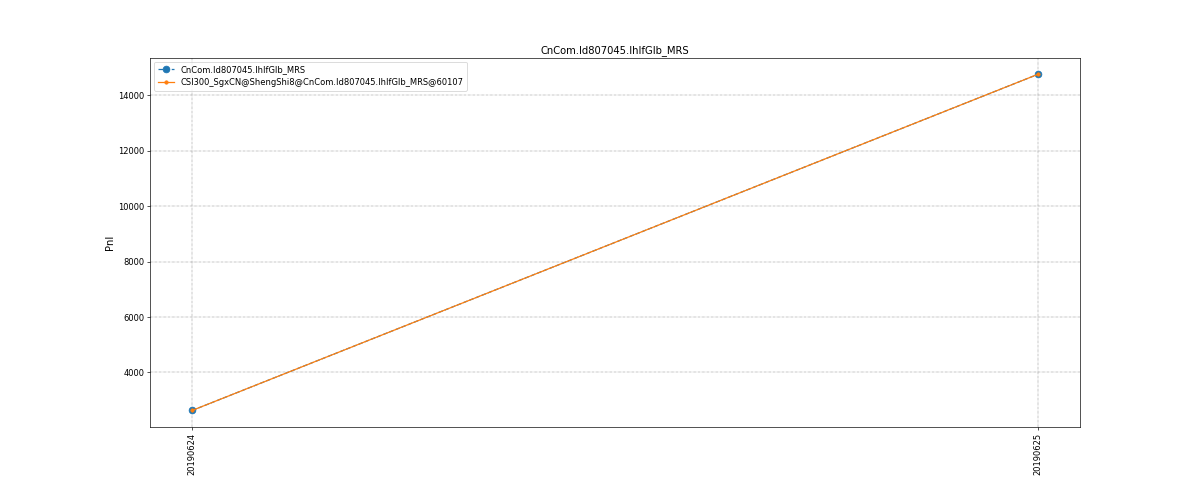 CnCom.Id807045.IhIfGlb_MRS
CnCom.Id807045.IhIfGlb_MRS
CSI300_SgxCN@ShengShi8@CnCom.Id807045.IhIfGlb_MRS@60107
14000
12000
10000
8000
6000
4000
Pnl
20190624
20190625